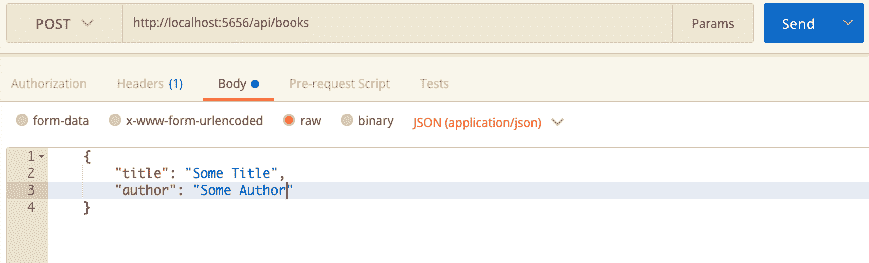 POST http://localhost:5656/api/books Params Send
Authorization Headers (1) Body Pre-request Script Tests
form-data x-www-form-urlencoded raw binary JSON (application/json)
1 {
2 "title": "Some Title",
3 "author": "Some Author"
4 }